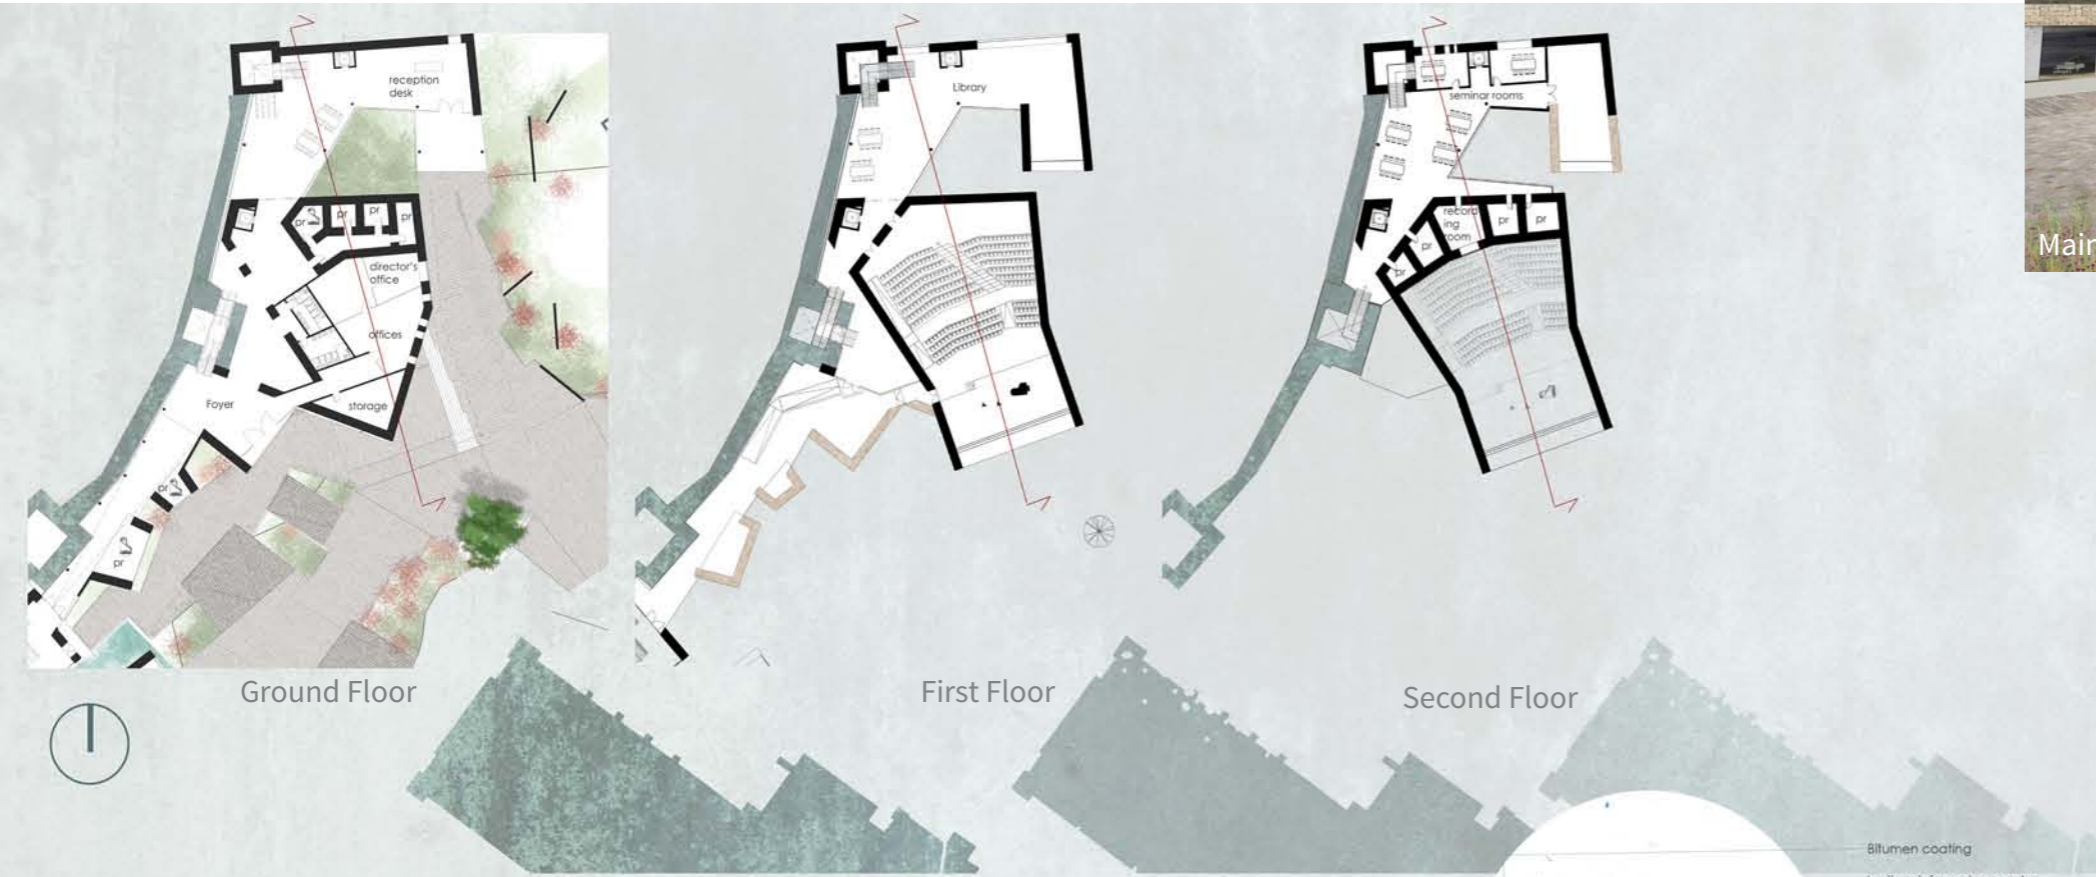 reception
desk
pr
pr
pr
pr
director's
office
offices
Foyer
storage
pr
pr
Ground Floor
Library
First Floor
seminar rooms
record
ing
room
pr
pr
pr
pr
Second Floor
Main
Bitumen coating